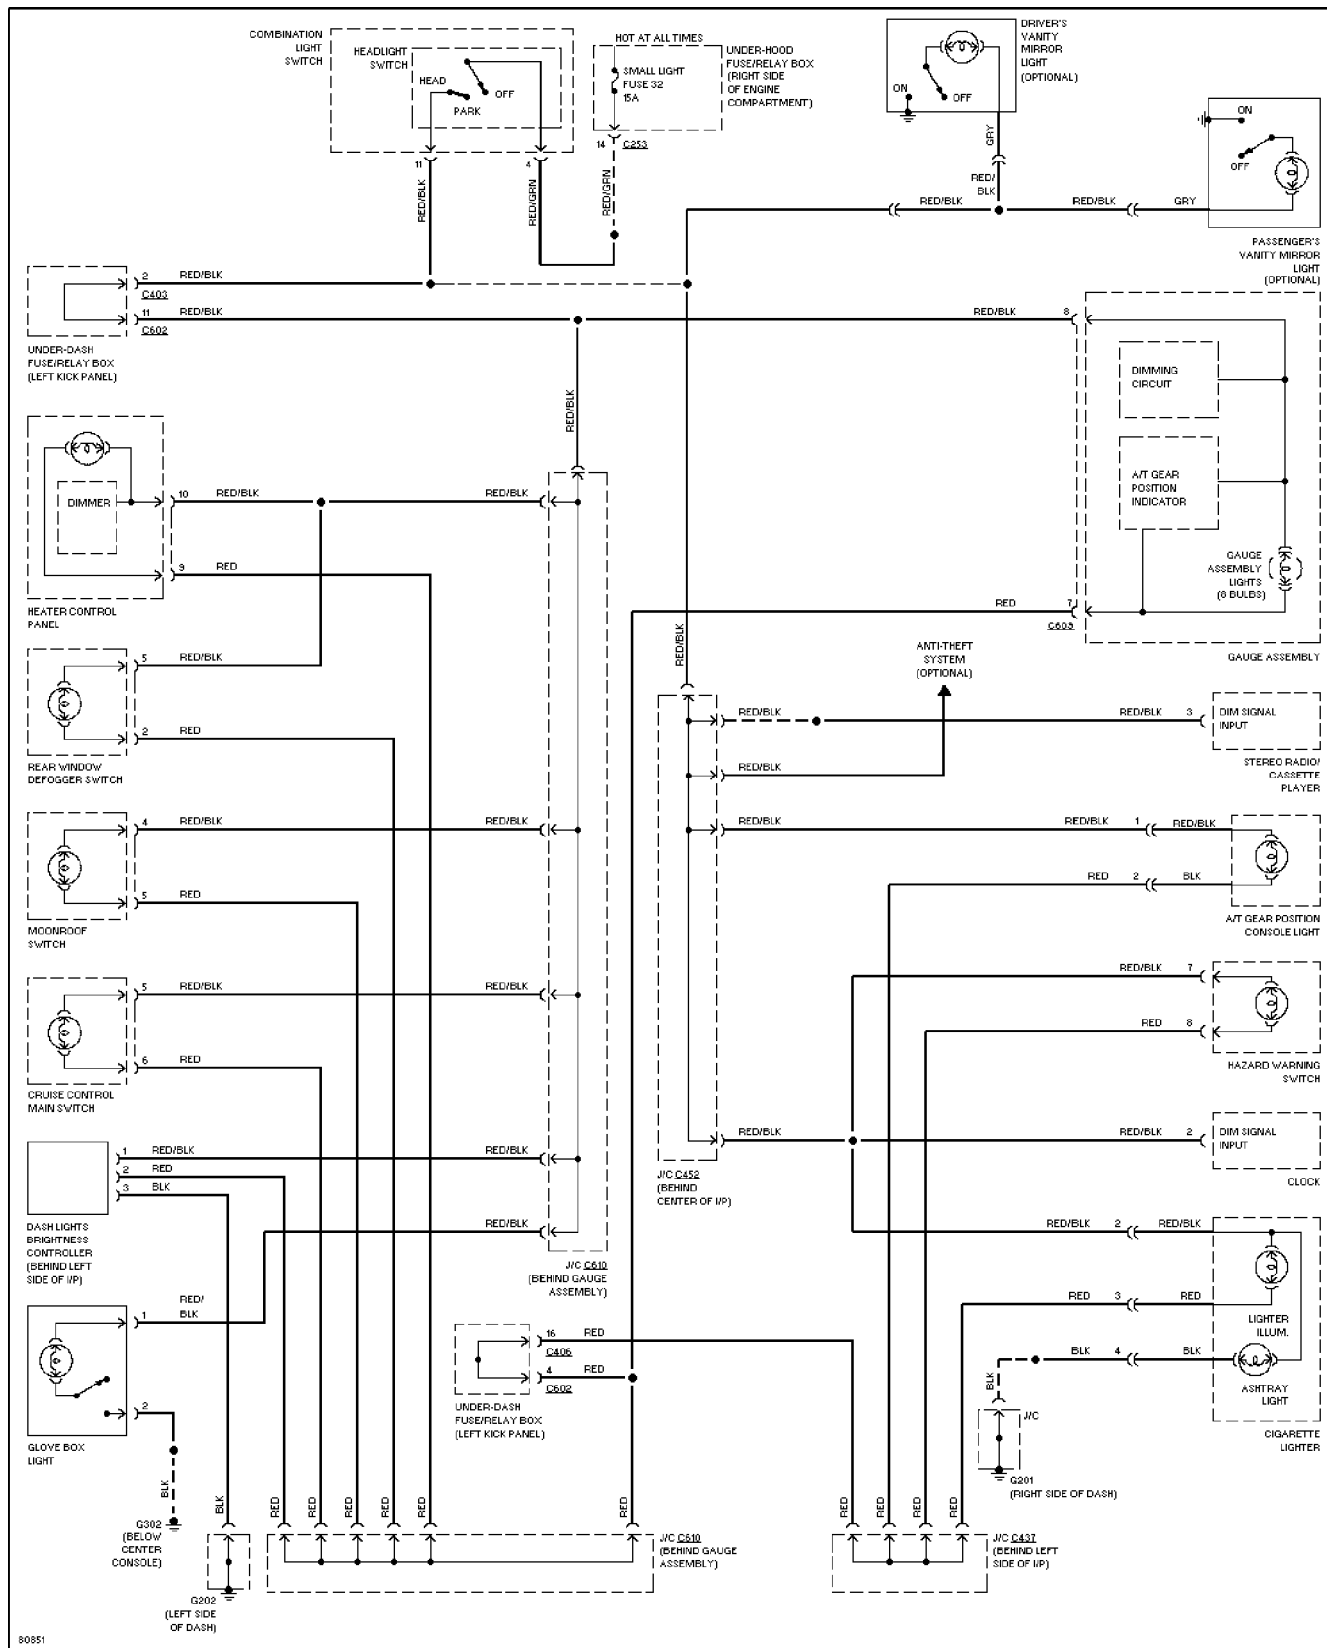 COMBINATION
LIGHT
SWITCH
HEADLIGHT
SWITCH
HEAD
OFF
PARK
HOT AT ALL TIMES
SMALL LIGHT
FUSE 32
15A
UNDER-HOOD
FUSE/RELAY BOX
(RIGHT SIDE
OF ENGINE
COMPARTMENT)
DRIVER'S
VANITY
MIRROR
LIGHT
(OPTIONAL)
ON
OFF
ON
OFF
11
4
14
C253
RED/BLK
RED/GRN
RED/GRN
GRY
RED/
BLK
RED/BLK
RED/BLK
GRY
PASSENGER'S
VANITY MIRROR
LIGHT
(OPTIONAL)
2
RED/BLK
C403
11
RED/BLK
C602
RED/BLK
8
UNDER-DASH
FUSE/RELAY BOX
(LEFT KICK PANEL)
RED/BLK
DIMMING
CIRCUIT
A/T GEAR
POSITION
INDICATOR
GAUGE
ASSEMBLY
LIGHTS
(6 BULBS)
RED
7
C605
GAUGE ASSEMBLY
DIMMER
10
RED/BLK
RED/BLK
9
RED
HEATER CONTROL
PANEL
5
RED/BLK
2
RED
REAR WINDOW
DEFOGGER SWITCH
RED/BLK
ANTI-THEFT
SYSTEM
(OPTIONAL)
RED/BLK
RED/BLK
3
DIM SIGNAL
INPUT
STEREO RADIO/
CASSETTE
PLAYER
RED/BLK
4
RED/BLK
RED/BLK
5
RED
MOONROOF
SWITCH
RED/BLK
RED/BLK
1
RED/BLK
RED
2
BLK
A/T GEAR POSITION
CONSOLE LIGHT
5
RED/BLK
RED/BLK
6
RED
CRUISE CONTROL
MAIN SWITCH
RED/BLK
7
RED
8
HAZARD WARNING
SWITCH
1
RED/BLK
RED/BLK
2
RED
3
BLK
DASH LIGHTS
BRIGHTNESS
CONTROLLER
(BEHIND LEFT
SIDE OF I/P)
RED/BLK
RED/BLK
2
DIM SIGNAL
INPUT
CLOCK
J/C C452
(BEHIND
CENTER OF I/P)
RED/BLK
J/C C610
(BEHIND GAUGE
ASSEMBLY)
RED/BLK
2
RED/BLK
RED
3
RED
LIGHTER
ILLUM.
BLK
4
BLK
ASHTRAY
LIGHT
CIGARETTE
LIGHTER
RED/
BLK
1
2
GLOVE BOX
LIGHT
16
RED
C406
4
RED
C602
UNDER-DASH
FUSE/RELAY BOX
(LEFT KICK PANEL)
BLK
J/C
G201
(RIGHT SIDE OF DASH)
BLK
G302
(BELOW
CENTER
CONSOLE)
BLK
RED
RED
RED
RED
RED
RED
RED
RED
RED
RED
J/C C610
(BEHIND GAUGE
ASSEMBLY)
J/C C437
(BEHIND LEFT
SIDE OF I/P)
G202
(LEFT SIDE
OF DASH)
80851